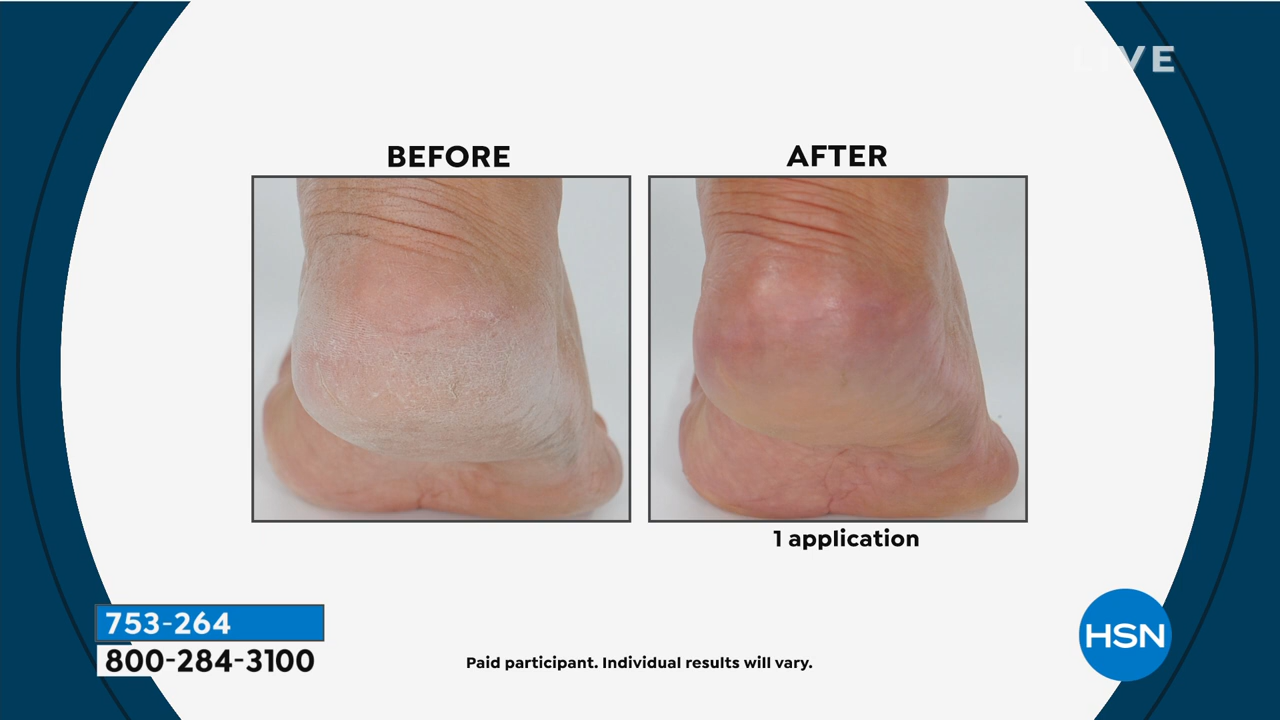 LIVE
BEFORE
AFTER
1 application
753-264
800-284-3100
Paid participant. Individual results will vary.
HSN